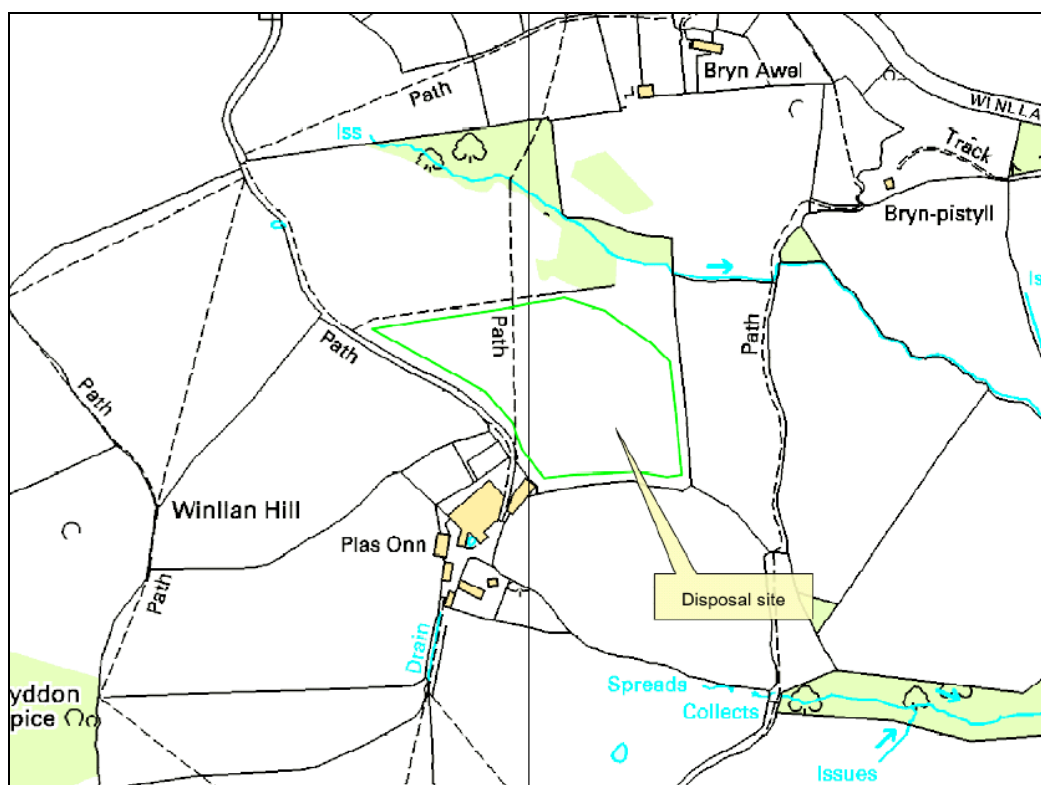 Bryn Awel
Path
WINLLA
Iss
Track
Bryn-pistyll
Is
Path
Path
Path
Path
Winllan Hill
Plas Onn
Disposal site
Path
Drain
yddon
pice
Spreads
Collects
Issues